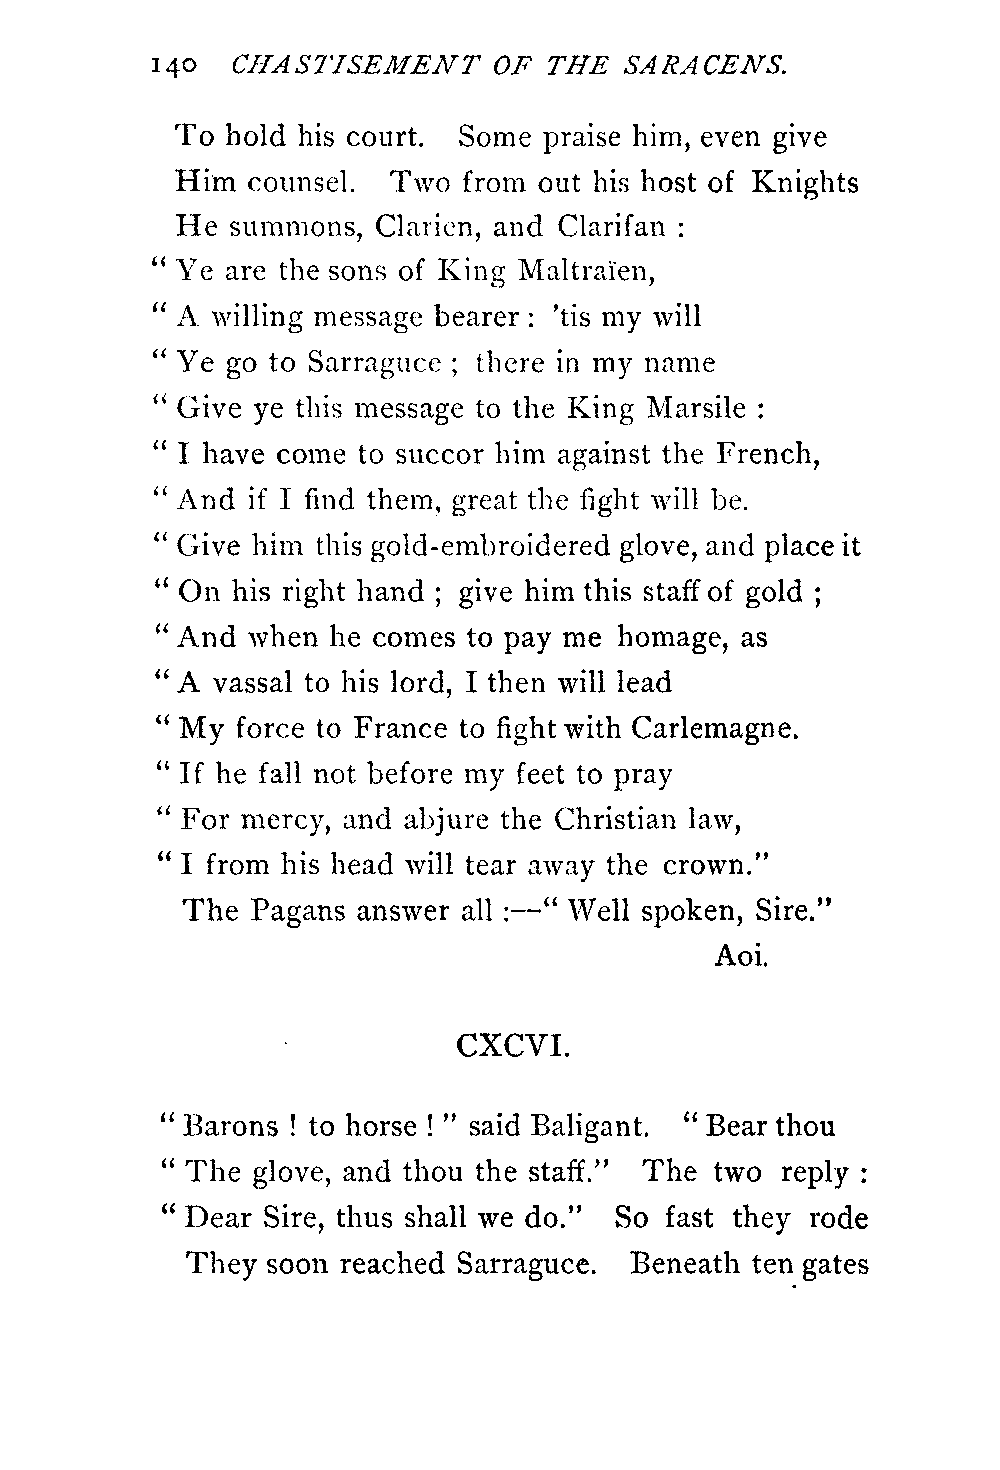 140 CHASTISEMENT OF THE SARACENS.
To hold his court. Some praise him, even give
Him counsel. Two from out his host of Knights
He summons, Clarien, and Clarifan :
“ Ye are the sons of King Maltraïen,
“ A willing message bearer : ’tis my will
“ Ye go to Sarraguce ; there in my name
“ Give ye this message to the King Marsile :
“ I have come to succor him against the French,
“ And if I find them, great the fight will be.
“ Give him this gold-embroidered glove, and place it
“ On his right hand ; give him this staff of gold ;
“ And when he comes to pay me homage, as
“ A vassal to his lord, I then will lead
“ My force to France to fight with Carlemagne.
“ If he fall not before my feet to pray
“ For mercy, and abjure the Christian law,
“ I from his head will tear away the crown.”
The Pagans answer all :—“ Well spoken, Sire.”
Aoi.
CXCVI.
“ Barons ! to horse ! ” said Baligant. “ Bear thou
“ The glove, and thou the staff.” The two reply :
“ Dear Sire, thus shall we do.” So fast they rode
They soon reached Sarraguce. Beneath ten gates